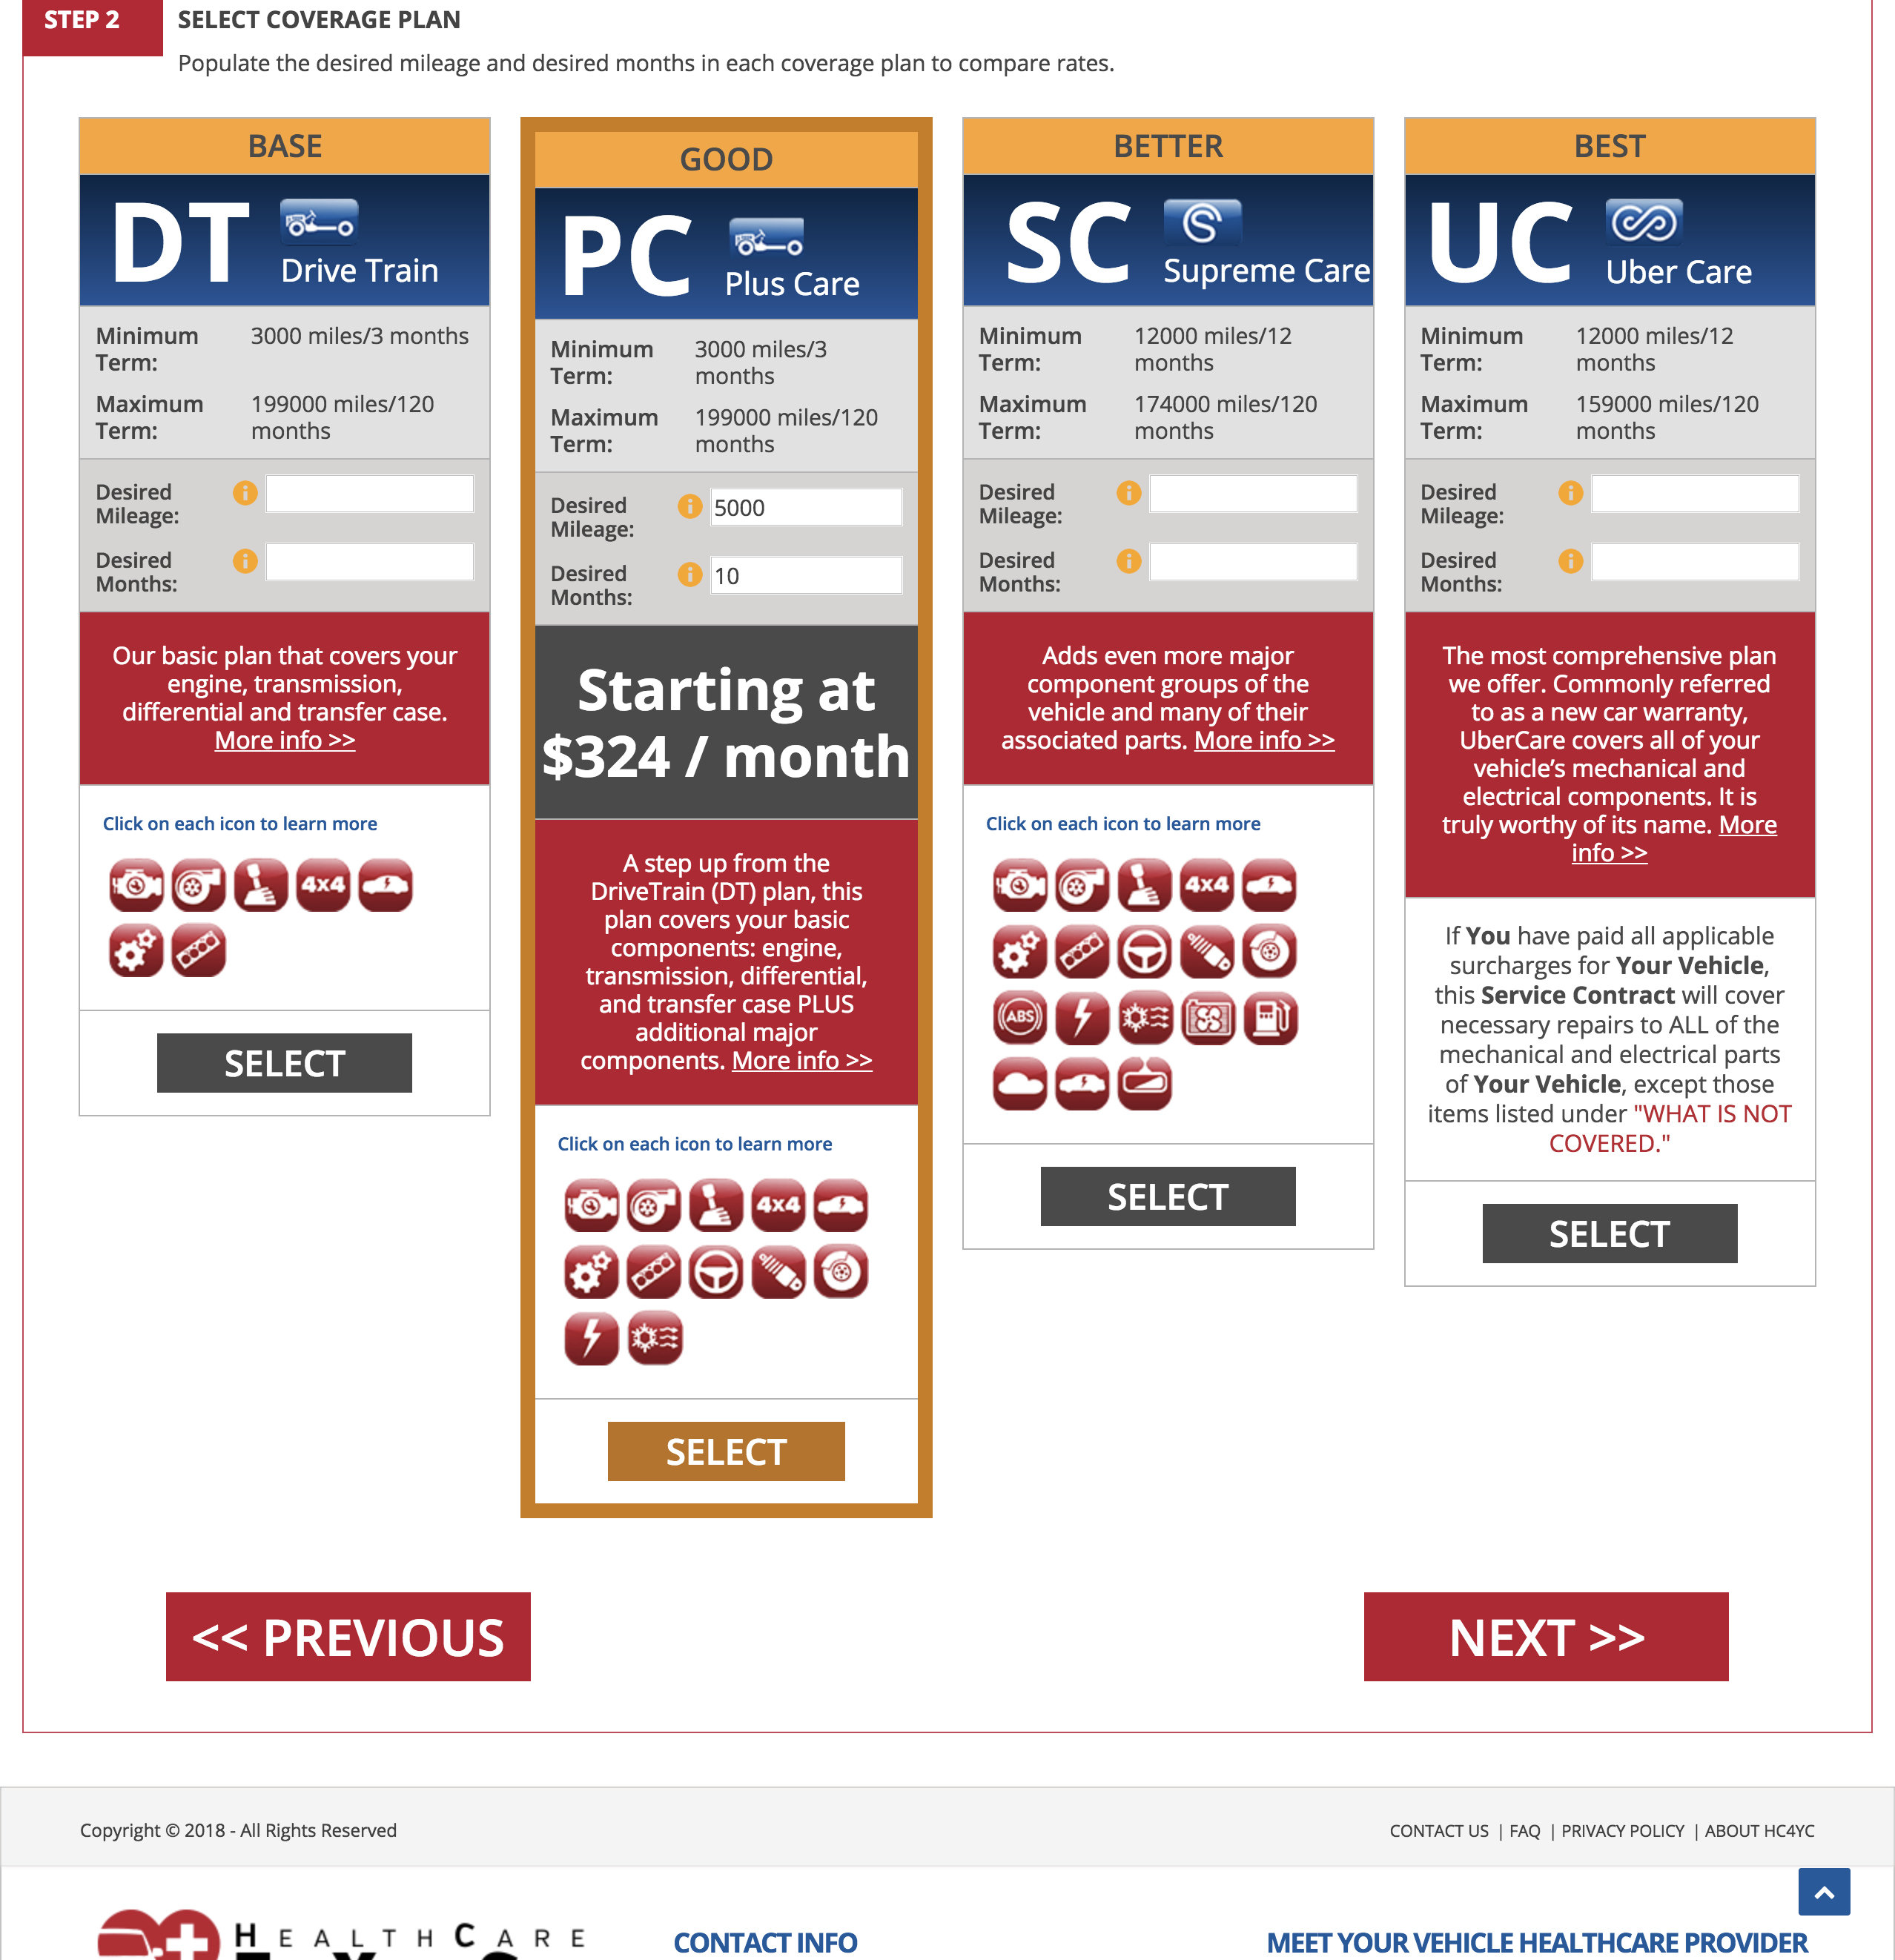 STEP 2
SELECT COVERAGE PLAN
Populate the desired mileage and desired months in each coverage plan to compare rates.
BASE
DT
Drive Train
Minimum
Term:
3000 miles/3 months
Maximum
Term:
199000 miles/120
months
Desired
Mileage:
i
Desired
Months:
i
Our basic plan that covers your
engine, transmission,
differential and transfer case.
More info >>
Click on each icon to learn more
4x4
SELECT
GOOD
PC
Plus Care
Minimum
Term:
3000 miles/3
months
Maximum
Term:
199000 miles/120
months
Desired
Mileage:
i
5000
Desired
Months:
i
10
Starting at
$324 / month
A step up from the
DriveTrain (DT) plan, this
plan covers your basic
components: engine,
transmission, differential,
and transfer case PLUS
additional major
components. More info >>
Click on each icon to learn more
4x4
SELECT
BETTER
SC
Supreme Care
Minimum
Term:
12000 miles/12
months
Maximum
Term:
174000 miles/120
months
Desired
Mileage:
i
Desired
Months:
i
Adds even more major
component groups of the
vehicle and many of their
associated parts. More info >>
Click on each icon to learn more
4x4
ABS
SELECT
BEST
UC
Uber Care
Minimum
Term:
12000 miles/12
months
Maximum
Term:
159000 miles/120
months
Desired
Mileage:
i
Desired
Months:
i
The most comprehensive plan
we offer. Commonly referred
to as a new car warranty,
UberCare covers all of your
vehicle’s mechanical and
electrical components. It is
truly worthy of its name. More
info >>
If You have paid all applicable
surcharges for Your Vehicle,
this Service Contract will cover
necessary repairs to ALL of the
mechanical and electrical parts
of Your Vehicle, except those
items listed under "WHAT IS NOT
COVERED."
SELECT
<< PREVIOUS
NEXT >>
Copyright © 2018 - All Rights Reserved
CONTACT US | FAQ | PRIVACY POLICY | ABOUT HC4YC
HEALTHCARE
CONTACT INFO
MEET YOUR VEHICLE HEALTHCARE PROVIDER